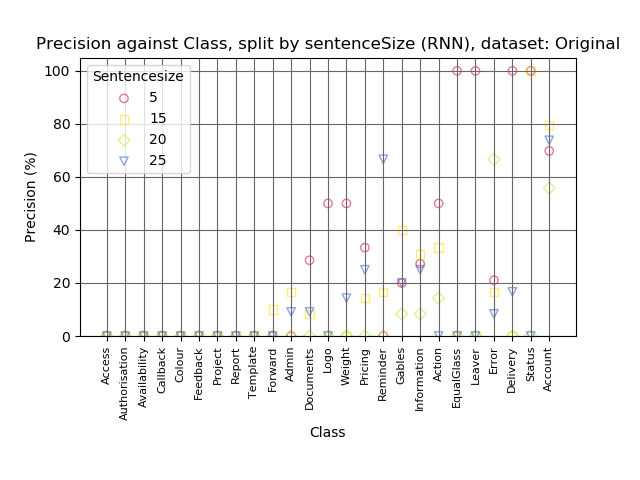 Precision against Class, split by sentenceSize (RNN), dataset: Original
Sentencesize
5
15
20
25
Precision (%)
100
80
60
40
20
0
Access
Authorisation
Availability
Callback
Colour
Feedback
Project
Report
Template
Forward
Admin
Documents
Logo
Weight
Pricing
Reminder
Gables
Information
Action
EqualGlass
Leaver
Error
Delivery
Status
Account
Class